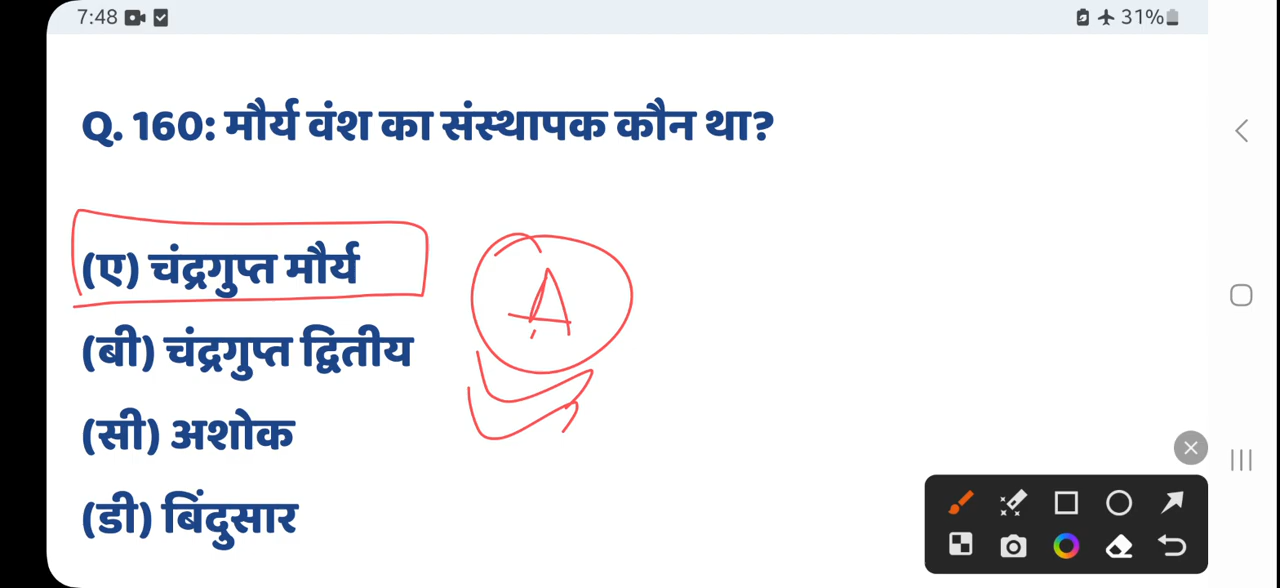 7:48
31%
Q. 160: मौर्य वंश का संस्थापक कौन था?
(ए) चंद्रगुप्त मौर्य
A
(बी) चंद्रगुप्त द्वितीय
(सी) अशोक
(डी) बिंदुसार